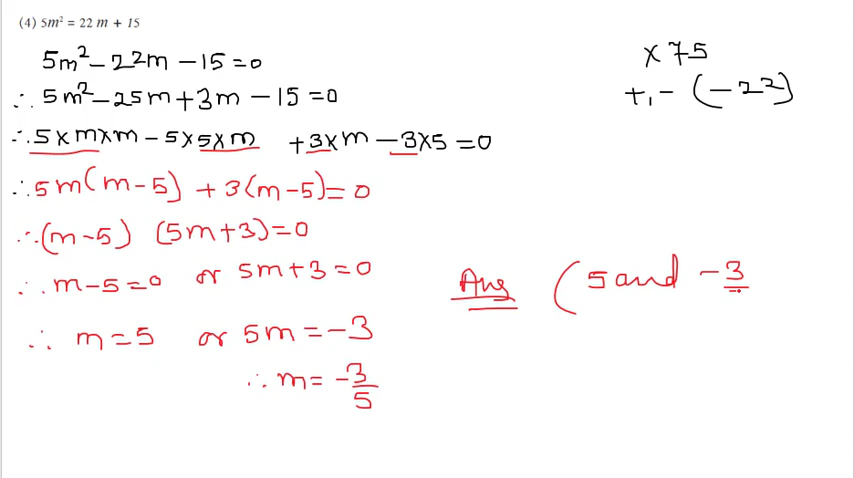 (4) 5m² = 22 m + 15
5m² - 22m - 15 = 0
× 75
∴ 5m² - 25m + 3m - 15 = 0
+, - (-22)
∴ 5×m×m - 5×5×m + 3×m - 3×5 = 0
∴ 5m(m-5) + 3(m-5) = 0
∴ (m-5) (5m+3) = 0
∴ m-5=0 or 5m+3=0
Ans (5 and -3
∴ m=5 or 5m=-3
∴ m= -3/5